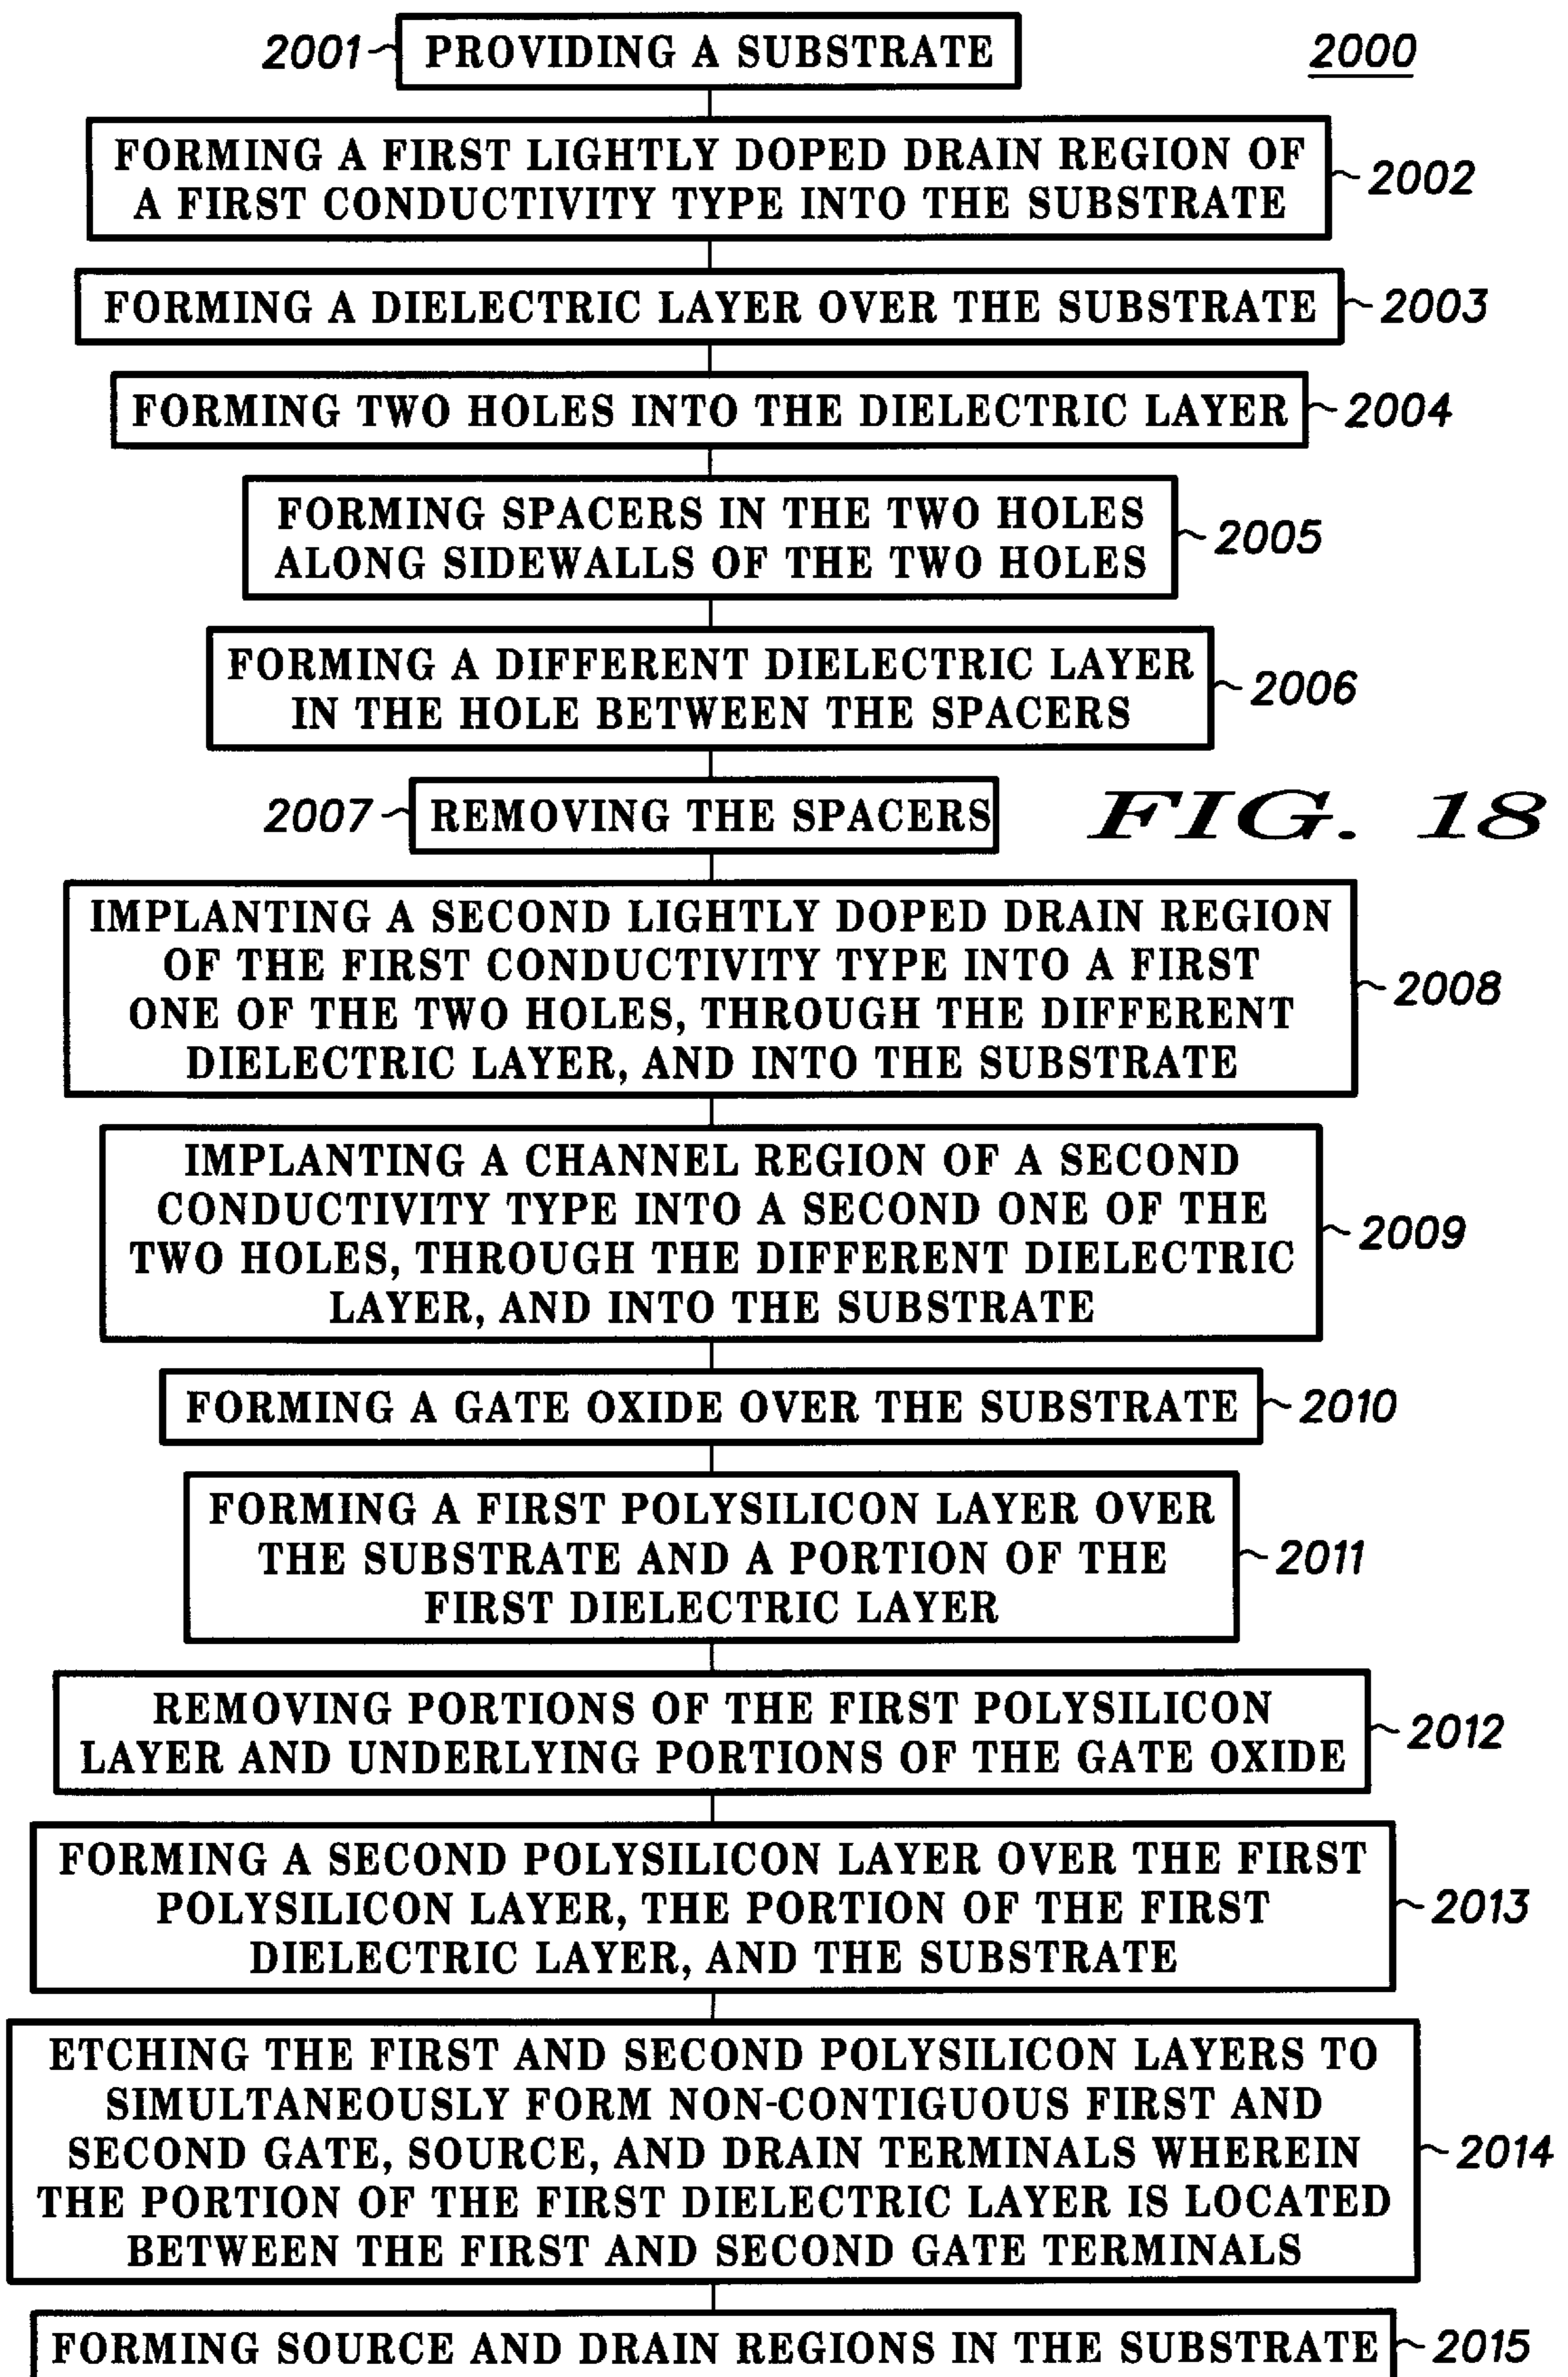 2000
2001 PROVIDING A SUBSTRATE
FORMING A FIRST LIGHTLY DOPED DRAIN REGION OF
A FIRST CONDUCTIVITY TYPE INTO THE SUBSTRATE
2002
FORMING A DIELECTRIC LAYER OVER THE SUBSTRATE 2003
FORMING TWO HOLES INTO THE DIELECTRIC LAYER 2004
FORMING SPACERS IN THE TWO HOLES
ALONG SIDEWALLS OF THE TWO HOLES
2005
FORMING A DIFFERENT DIELECTRIC LAYER
IN THE HOLE BETWEEN THE SPACERS
2006
2007 REMOVING THE SPACERS
FIG. 18
IMPLANTING A SECOND LIGHTLY DOPED DRAIN REGION
OF THE FIRST CONDUCTIVITY TYPE INTO A FIRST
ONE OF THE TWO HOLES, THROUGH THE DIFFERENT
DIELECTRIC LAYER, AND INTO THE SUBSTRATE
2008
IMPLANTING A CHANNEL REGION OF A SECOND
CONDUCTIVITY TYPE INTO A SECOND ONE OF THE
TWO HOLES, THROUGH THE DIFFERENT DIELECTRIC
LAYER, AND INTO THE SUBSTRATE
2009
FORMING A GATE OXIDE OVER THE SUBSTRATE 2010
FORMING A FIRST POLYSILICON LAYER OVER
THE SUBSTRATE AND A PORTION OF THE
FIRST DIELECTRIC LAYER
2011
REMOVING PORTIONS OF THE FIRST POLYSILICON
LAYER AND UNDERLYING PORTIONS OF THE GATE OXIDE
2012
FORMING A SECOND POLYSILICON LAYER OVER THE FIRST
POLYSILICON LAYER, THE PORTION OF THE FIRST
DIELECTRIC LAYER, AND THE SUBSTRATE
2013
ETCHING THE FIRST AND SECOND POLYSILICON LAYERS TO
SIMULTANEOUSLY FORM NON-CONTIGUOUS FIRST AND
SECOND GATE, SOURCE, AND DRAIN TERMINALS WHEREIN
THE PORTION OF THE FIRST DIELECTRIC LAYER IS LOCATED
BETWEEN THE FIRST AND SECOND GATE TERMINALS
2014
FORMING SOURCE AND DRAIN REGIONS IN THE SUBSTRATE 2015